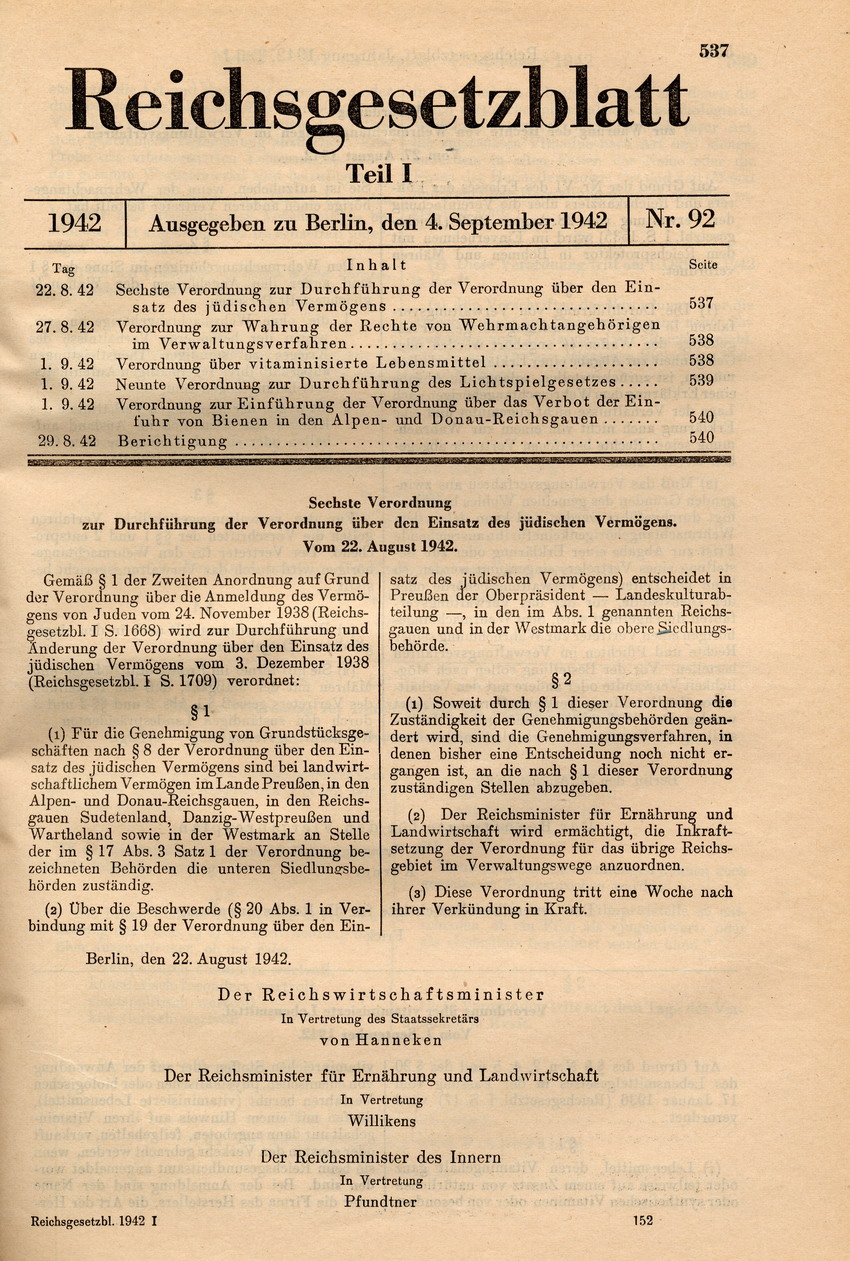 537
Reichsgesetzblatt
Teil I
1942
Ausgegeben zu Berlin, den 4. September 1942
Nr. 92
Tag
Inhalt
Seite
22. 8. 42 Sechste Verordnung zur Durchführung der Verordnung über den Ein-
satz des jüdischen Vermögens ................................ 537
27. 8. 42 Verordnung zur Wahrung der Rechte von Wehrmachtangehörigen
im Verwaltungsverfahren..................................... 538
1. 9. 42 Verordnung über vitaminisierte Lebensmittel .................... 538
1. 9. 42 Neunte Verordnung zur Durchführung des Lichtspielgesetzes..... 539
1. 9. 42 Verordnung zur Einführung der Verordnung über das Verbot der Ein-
fuhr von Bienen in den Alpen- und Donau-Reichsgauen ....... 540
29. 8. 42 Berichtigung ................................................... 540
Sechste Verordnung
zur Durchführung der Verordnung über den Einsatz des jüdischen Vermögens.
Vom 22. August 1942.
Gemäß § 1 der Zweiten Anordnung auf Grund
der Verordnung über die Anmeldung des Vermö-
gens von Juden vom 24. November 1938 (Reichs-
gesetzbl. I S. 1668) wird zur Durchführung und
Änderung der Verordnung über den Einsatz des
jüdischen Vermögens vom 3. Dezember 1938
(Reichsgesetzbl. I S. 1709) verordnet:
§ 1
(1) Für die Genehmigung von Grundstücksge-
schäften nach § 8 der Verordnung über den Ein-
satz des jüdischen Vermögens sind bei landwirt-
schaftlichem Vermögen im Lande Preußen, in den
Alpen- und Donau-Reichsgauen, in den Reichs-
gauen Sudetenland, Danzig-Westpreußen und
Wartheland sowie in der Westmark an Stelle
der im § 17 Abs. 3 Satz 1 der Verordnung be-
zeichneten Behörden die unteren Siedlungsbe-
hörden zuständig.
(2) Über die Beschwerde (§ 20 Abs. 1 in Ver-
bindung mit § 19 der Verordnung über den Ein-
satz des jüdischen Vermögens) entscheidet in
Preußen der Oberpräsident — Landeskulturab-
teilung —, in den im Abs. 1 genannten Reichs-
gauen und in der Westmark die obere Siedlungs-
behörde.
§ 2
(1) Soweit durch § 1 dieser Verordnung die
Zuständigkeit der Genehmigungsbehörden geän-
dert wird, sind die Genehmigungsverfahren, in
denen bisher eine Entscheidung noch nicht er-
gangen ist, an die nach § 1 dieser Verordnung
zuständigen Stellen abzugeben.
(2) Der Reichsminister für Ernährung und
Landwirtschaft wird ermächtigt, die Inkraft-
setzung der Verordnung für das übrige Reichs-
gebiet im Verwaltungswege anzuordnen.
(3) Diese Verordnung tritt eine Woche nach
ihrer Verkündung in Kraft.
Berlin, den 22. August 1942.
Der Reichswirtschaftsminister
In Vertretung des Staatssekretärs
von Hanneken
Der Reichsminister für Ernährung und Landwirtschaft
In Vertretung
Willikens
Der Reichsminister des Innern
In Vertretung
Pfundtner
Reichsgesetzbl. 1942 I
152